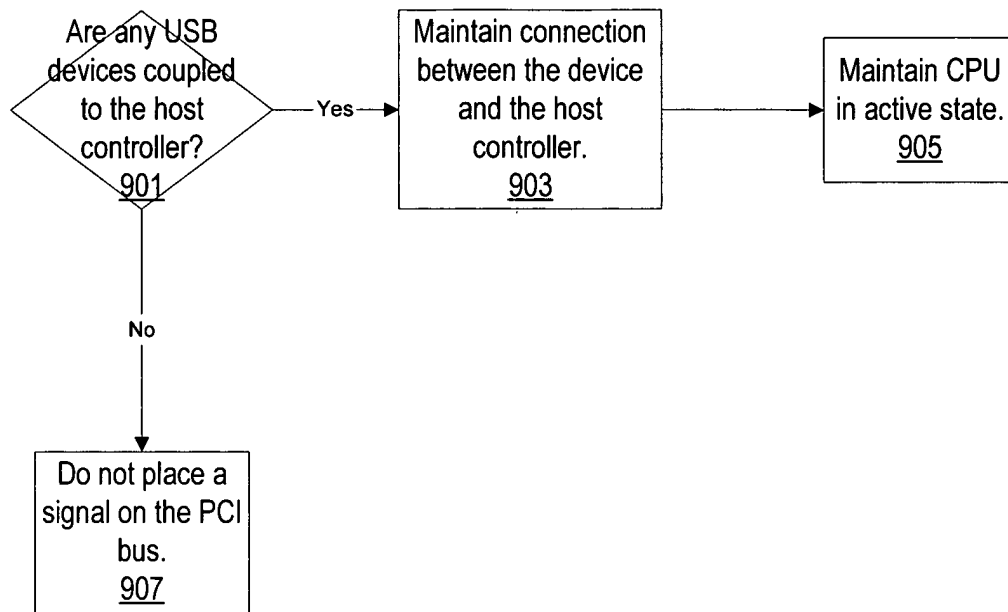 Are any USB
devices coupled
to the host
controller?
901
Yes
Maintain connection
between the device
and the host
controller.
903
Maintain CPU
in active state.
905
No
Do not place a
signal on the PCI
bus.
907